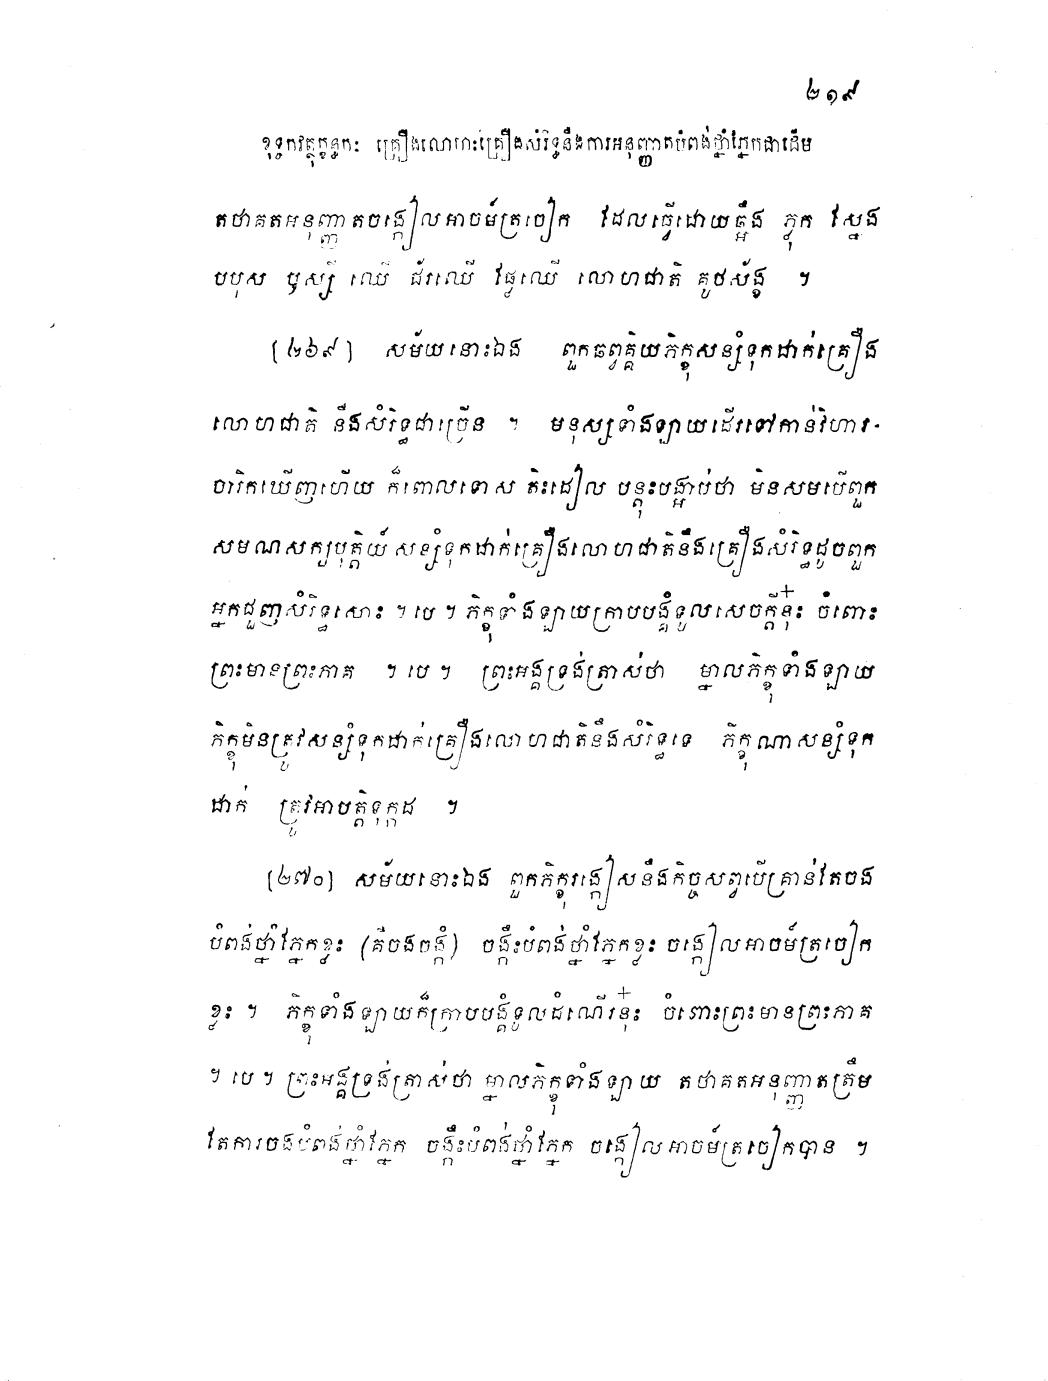 ២១៩
ខុទ្ទកវត្ថុក្ខន្ធកៈ គ្រឿងលោហៈគ្រឿងសំរិទ្ធនឹងការអនុញ្ញាតបំពង់ថ្នាំភ្នែកជាដើម
តថាគតអនុញ្ញាតចង្កៀលអាចម៍ត្រចៀក ដែលធ្វើដោយឆ្អឹង ភ្លុក ស្នែង
បបុស ឫស្សី ឈើ ជ័រឈើ ផ្លែឈើ លោហជាតិ គូថស័ង្ខ ។
[២៦៩] សម័យនោះឯង ពួកឆព្វគ្គិយភិក្ខុសន្សំទុកដាក់គ្រឿង
លោហជាតិ នឹងសំរិទ្ធជាច្រើន ។ មនុស្សទាំងឡាយដើរទៅកាន់វិហារ-
ចារិកឃើញហើយ ក៏ពោលទោស តិះដៀល បន្តុះបង្អាប់ថា មិនសមបើពួក
សមណសក្យបុត្តិយ៍ សន្សំទុកដាក់គ្រឿងលោហជាតិនឹងគ្រឿងសំរិទ្ធដូចពួក
អ្នកជួញសំរិទ្ធសោះ ។ បេ ។ ភិក្ខុទាំងឡាយក្រាបបង្គំទូលសេចក្តីនុ៎ះ ចំពោះ
ព្រះមានព្រះភាគ ។ បេ ។ ព្រះអង្គទ្រង់ត្រាស់ថា ម្នាលភិក្ខុទាំងឡាយ
ភិក្ខុមិនត្រូវសន្សំទុកដាក់គ្រឿងលោហជាតិនឹងសំរិទ្ធទេ ភិក្ខុណាសន្សំទុក
ដាក់ ត្រូវអាបត្តិទុក្កដ ។
[២៧០] សម័យនោះឯង ពួកភិក្ខុរង្កៀសនឹងកិច្ចសព្វបើគ្រាន់តែចង
បំពង់ថ្នាំភ្នែកខ្លះ (គឺចងចង្កុំ) ចង្កឹះបំពង់ថ្នាំភ្នែកខ្លះ ចង្កៀលអាចម៍ត្រចៀក
ខ្លះ ។ ភិក្ខុទាំងឡាយក៏ក្រាបបង្គំទូលដំណើរនុ៎ះ ចំពោះព្រះមានព្រះភាគ
។ បេ ។ ព្រះអង្គទ្រង់ត្រាស់ថា ម្នាលភិក្ខុទាំងឡាយ តថាគតអនុញ្ញាតត្រឹម
តែការចងបំពង់ថ្នាំភ្នែក ចង្កឹះបំពង់ថ្នាំភ្នែក ចង្កៀលអាចម៍ត្រចៀកបាន ។